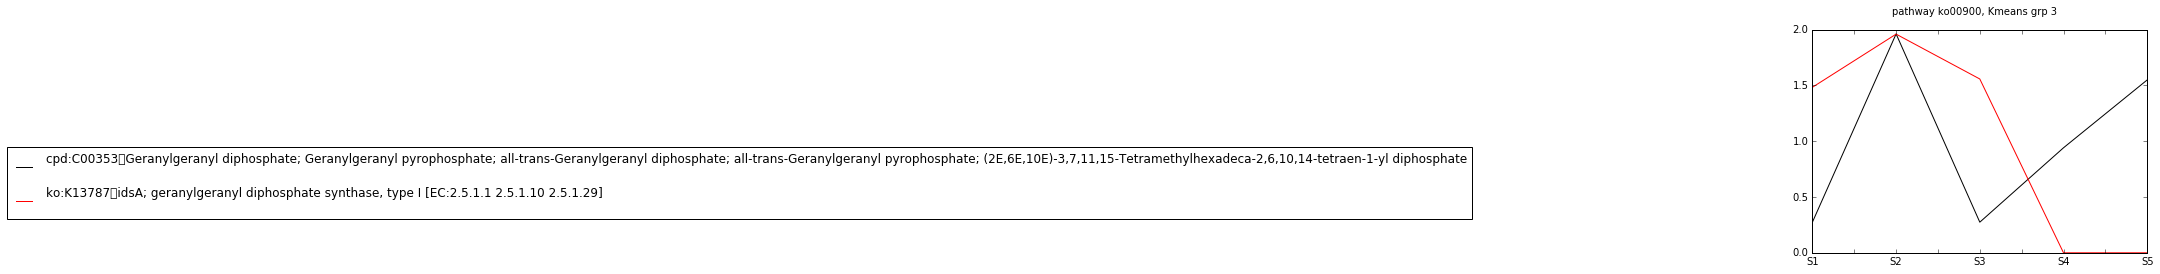 pathway ko00900, Kmeans grp 3
2.0
1.5
1.0
0.5
0.0
S1 S2 S3 S4 S5
cpd:C00353▯Geranylgeranyl diphosphate; Geranylgeranyl pyrophosphate; all-trans-Geranylgeranyl diphosphate; all-trans-Geranylgeranyl pyrophosphate; (2E,6E,10E)-3,7,11,15-Tetramethylhexadeca-2,6,10,14-tetraen-1-yl diphosphate
ko:K13787▯idsA; geranylgeranyl diphosphate synthase, type I [EC:2.5.1.1 2.5.1.10 2.5.1.29]